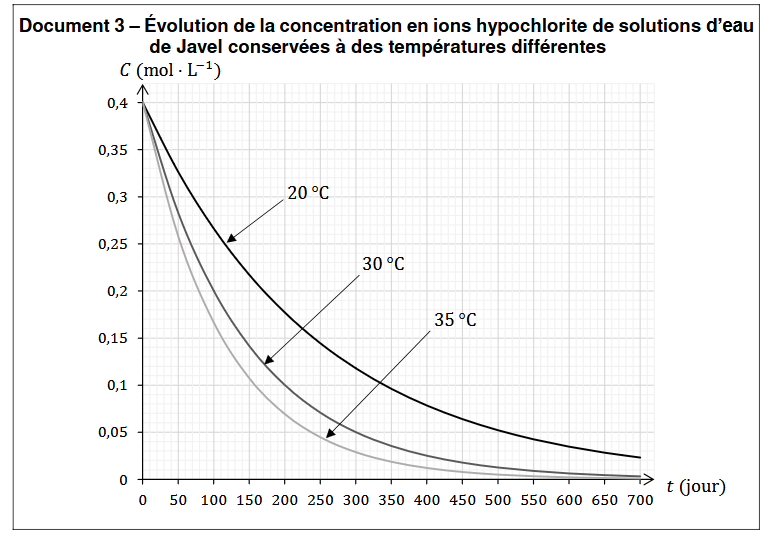 Document 3 – Évolution de la concentration en ions hypochlorite de solutions d'eau
de Javel conservées à des températures différentes
C (mol · L⁻¹)
0,4
0,35
0,3
20 °C
0,25
30 °C
0,2
35 °C
0,15
0,1
0,05
0
t (jour)
0 50 100 150 200 250 300 350 400 450 500 550 600 650 700